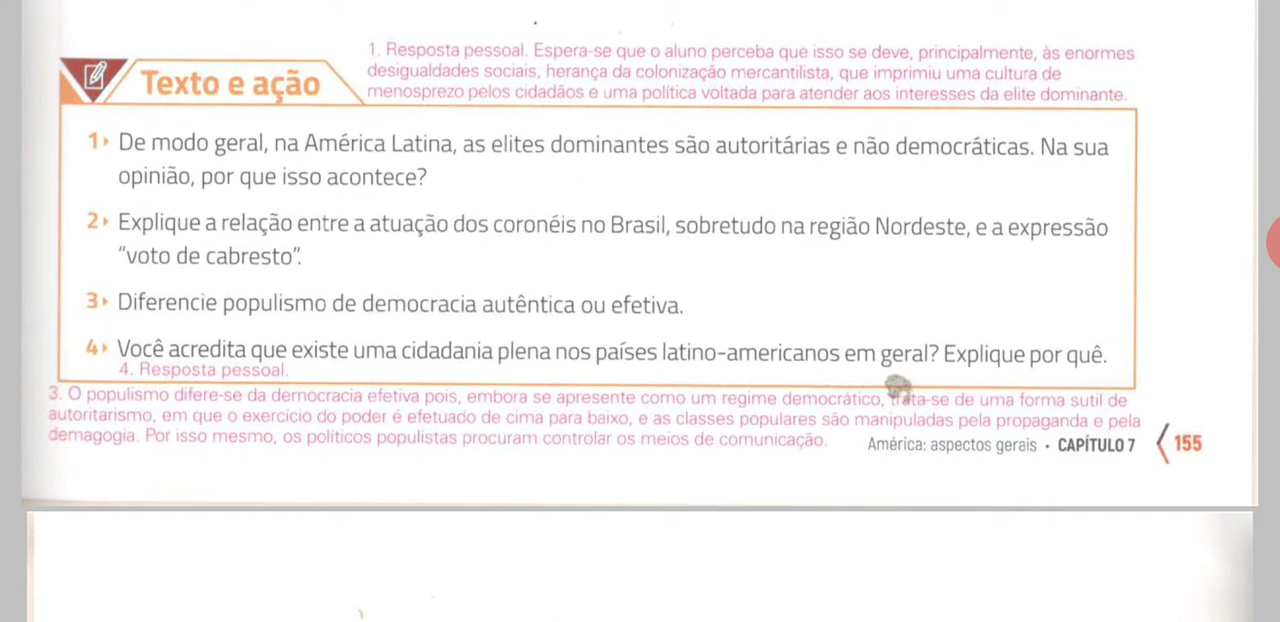 1. Resposta pessoal. Espera-se que o aluno perceba que isso se deve, principalmente, às enormes
desigualdades sociais, herança da colonização mercantilista, que imprimiu uma cultura de
menosprezo pelos cidadãos e uma política voltada para atender aos interesses da elite dominante.
Texto e ação
1 De modo geral, na América Latina, as elites dominantes são autoritárias e não democráticas. Na sua
opinião, por que isso acontece?
2 Explique a relação entre a atuação dos coronéis no Brasil, sobretudo na região Nordeste, e a expressão
“voto de cabresto”.
3 Diferencie populismo de democracia autêntica ou efetiva.
4 Você acredita que existe uma cidadania plena nos países latino-americanos em geral? Explique por quê.
4. Resposta pessoal.
3. O populismo difere-se da democracia efetiva pois, embora se apresente como um regime democrático, trata-se de uma forma sutil de
autoritarismo, em que o exercício do poder é efetuado de cima para baixo, e as classes populares são manipuladas pela propaganda e pela
demagogia. Por isso mesmo, os políticos populistas procuram controlar os meios de comunicação.
América: aspectos gerais • CAPÍTULO 7 155